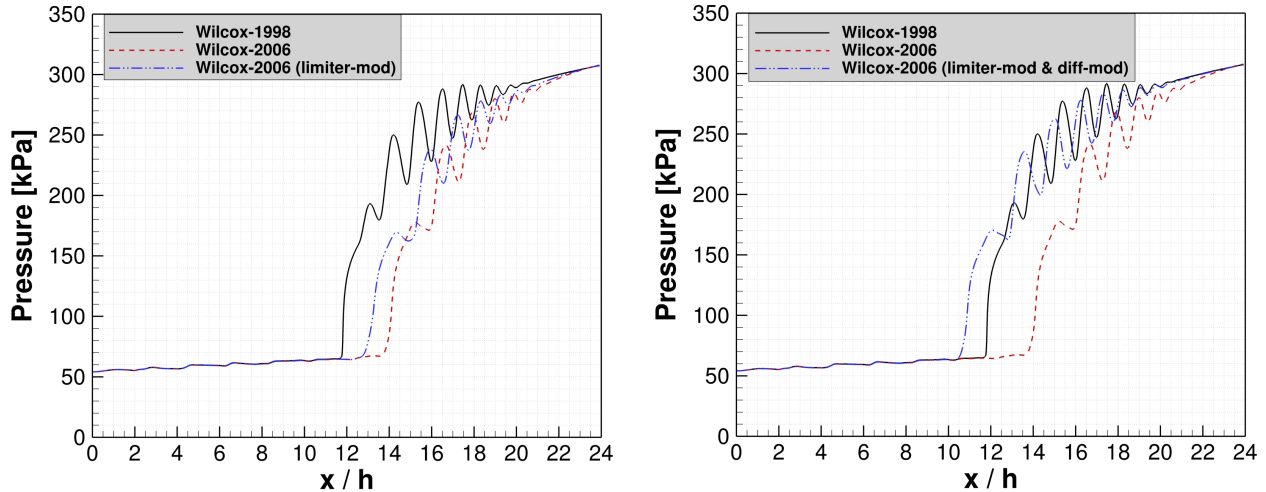 350
300
250
200
150
100
50
0
Pressure [kPa]
Wilcox-1998
Wilcox-2006
Wilcox-2006 (limiter-mod)
0 2 4 6 8 10 12 14 16 18 20 22 24
x / h
350
300
250
200
150
100
50
0
Pressure [kPa]
Wilcox-1998
Wilcox-2006
Wilcox-2006 (limiter-mod & diff-mod)
0 2 4 6 8 10 12 14 16 18 20 22 24
x / h